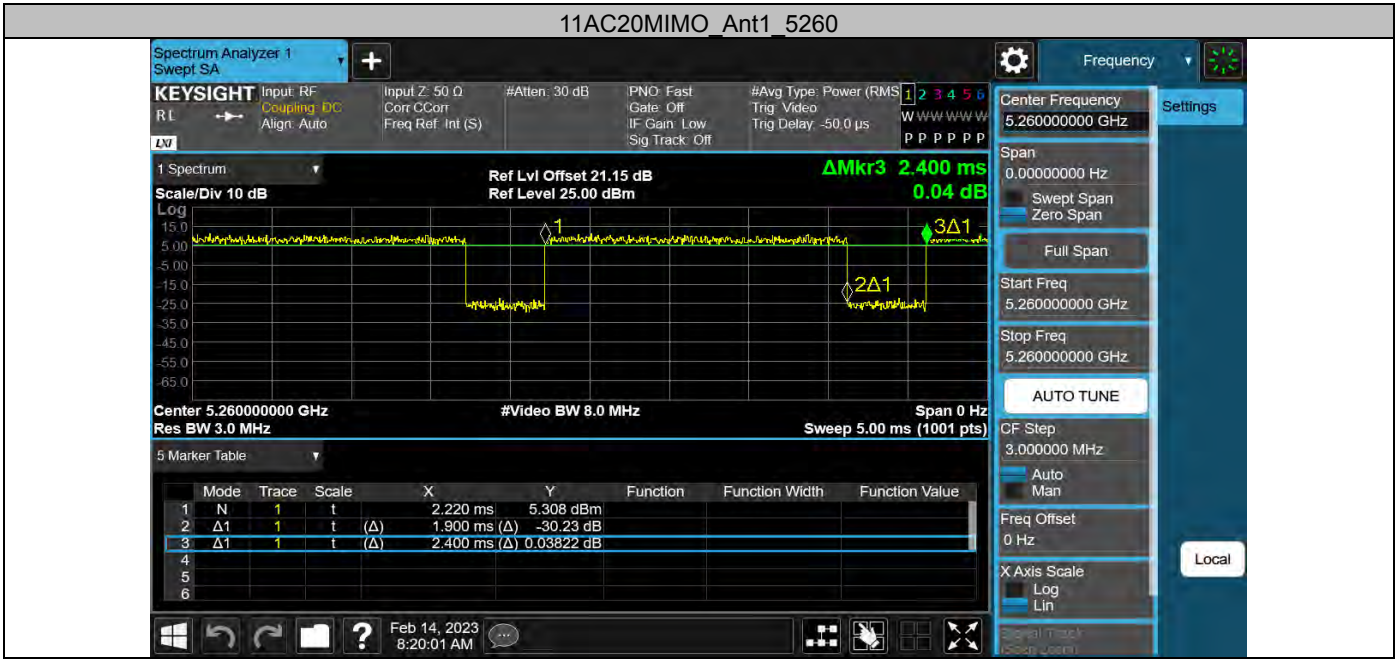 11AC20MIMO_Ant1_5260
Spectrum Analyzer 1
Swept SA
+
Frequency
KEYSIGHT
RL
LXI
Input: RF
Coupling: DC
Align: Auto
Input Z: 50 Ω
Corr CCorr
Freq Ref: Int (S)
#Atten: 30 dB
PNO: Fast
Gate: Off
IF Gain: Low
Sig Track: Off
#Avg Type: Power (RMS
Trig: Video
Trig Delay: -50.0 µs
1 2 3 4 5 6
W W W W W W
P P P P P P
Center Frequency
5.260000000 GHz
Settings
1 Spectrum
Scale/Div 10 dB
Ref Lvl Offset 21.15 dB
Ref Level 25.00 dBm
ΔMkr3 2.400 ms
0.04 dB
Span
0.00000000 Hz
Swept Span
Zero Span
Full Span
Start Freq
5.260000000 GHz
Stop Freq
5.260000000 GHz
AUTO TUNE
Log
15.0
5.00
-5.00
-15.0
-25.0
-35.0
-45.0
-55.0
-65.0
1
3Δ1
2Δ1
Center 5.260000000 GHz
#Video BW 8.0 MHz
Span 0 Hz
Res BW 3.0 MHz
Sweep 5.00 ms (1001 pts)
CF Step
3.000000 MHz
Auto
Man
Freq Offset
0 Hz
X Axis Scale
Log
Lin
Signal Track
(Span Zoom)
Local
5 Marker Table
Mode Trace Scale X Y Function Function Width Function Value
1 N 1 t 2.220 ms 5.308 dBm
2 Δ1 1 t (Δ) 1.900 ms (Δ) -30.23 dB
3 Δ1 1 t (Δ) 2.400 ms (Δ) 0.03822 dB
4
5
6
?
Feb 14, 2023
8:20:01 AM